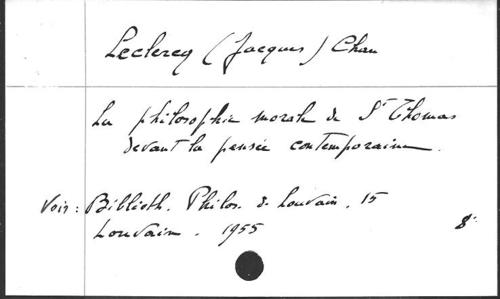 Leclercq (Jacques) Chan
La philosophie morale de St Thomas
devant la pensée contemporaine.
Voir: Biblioth. Philos. d. Louvain. 15
Louvain. 1955 8°